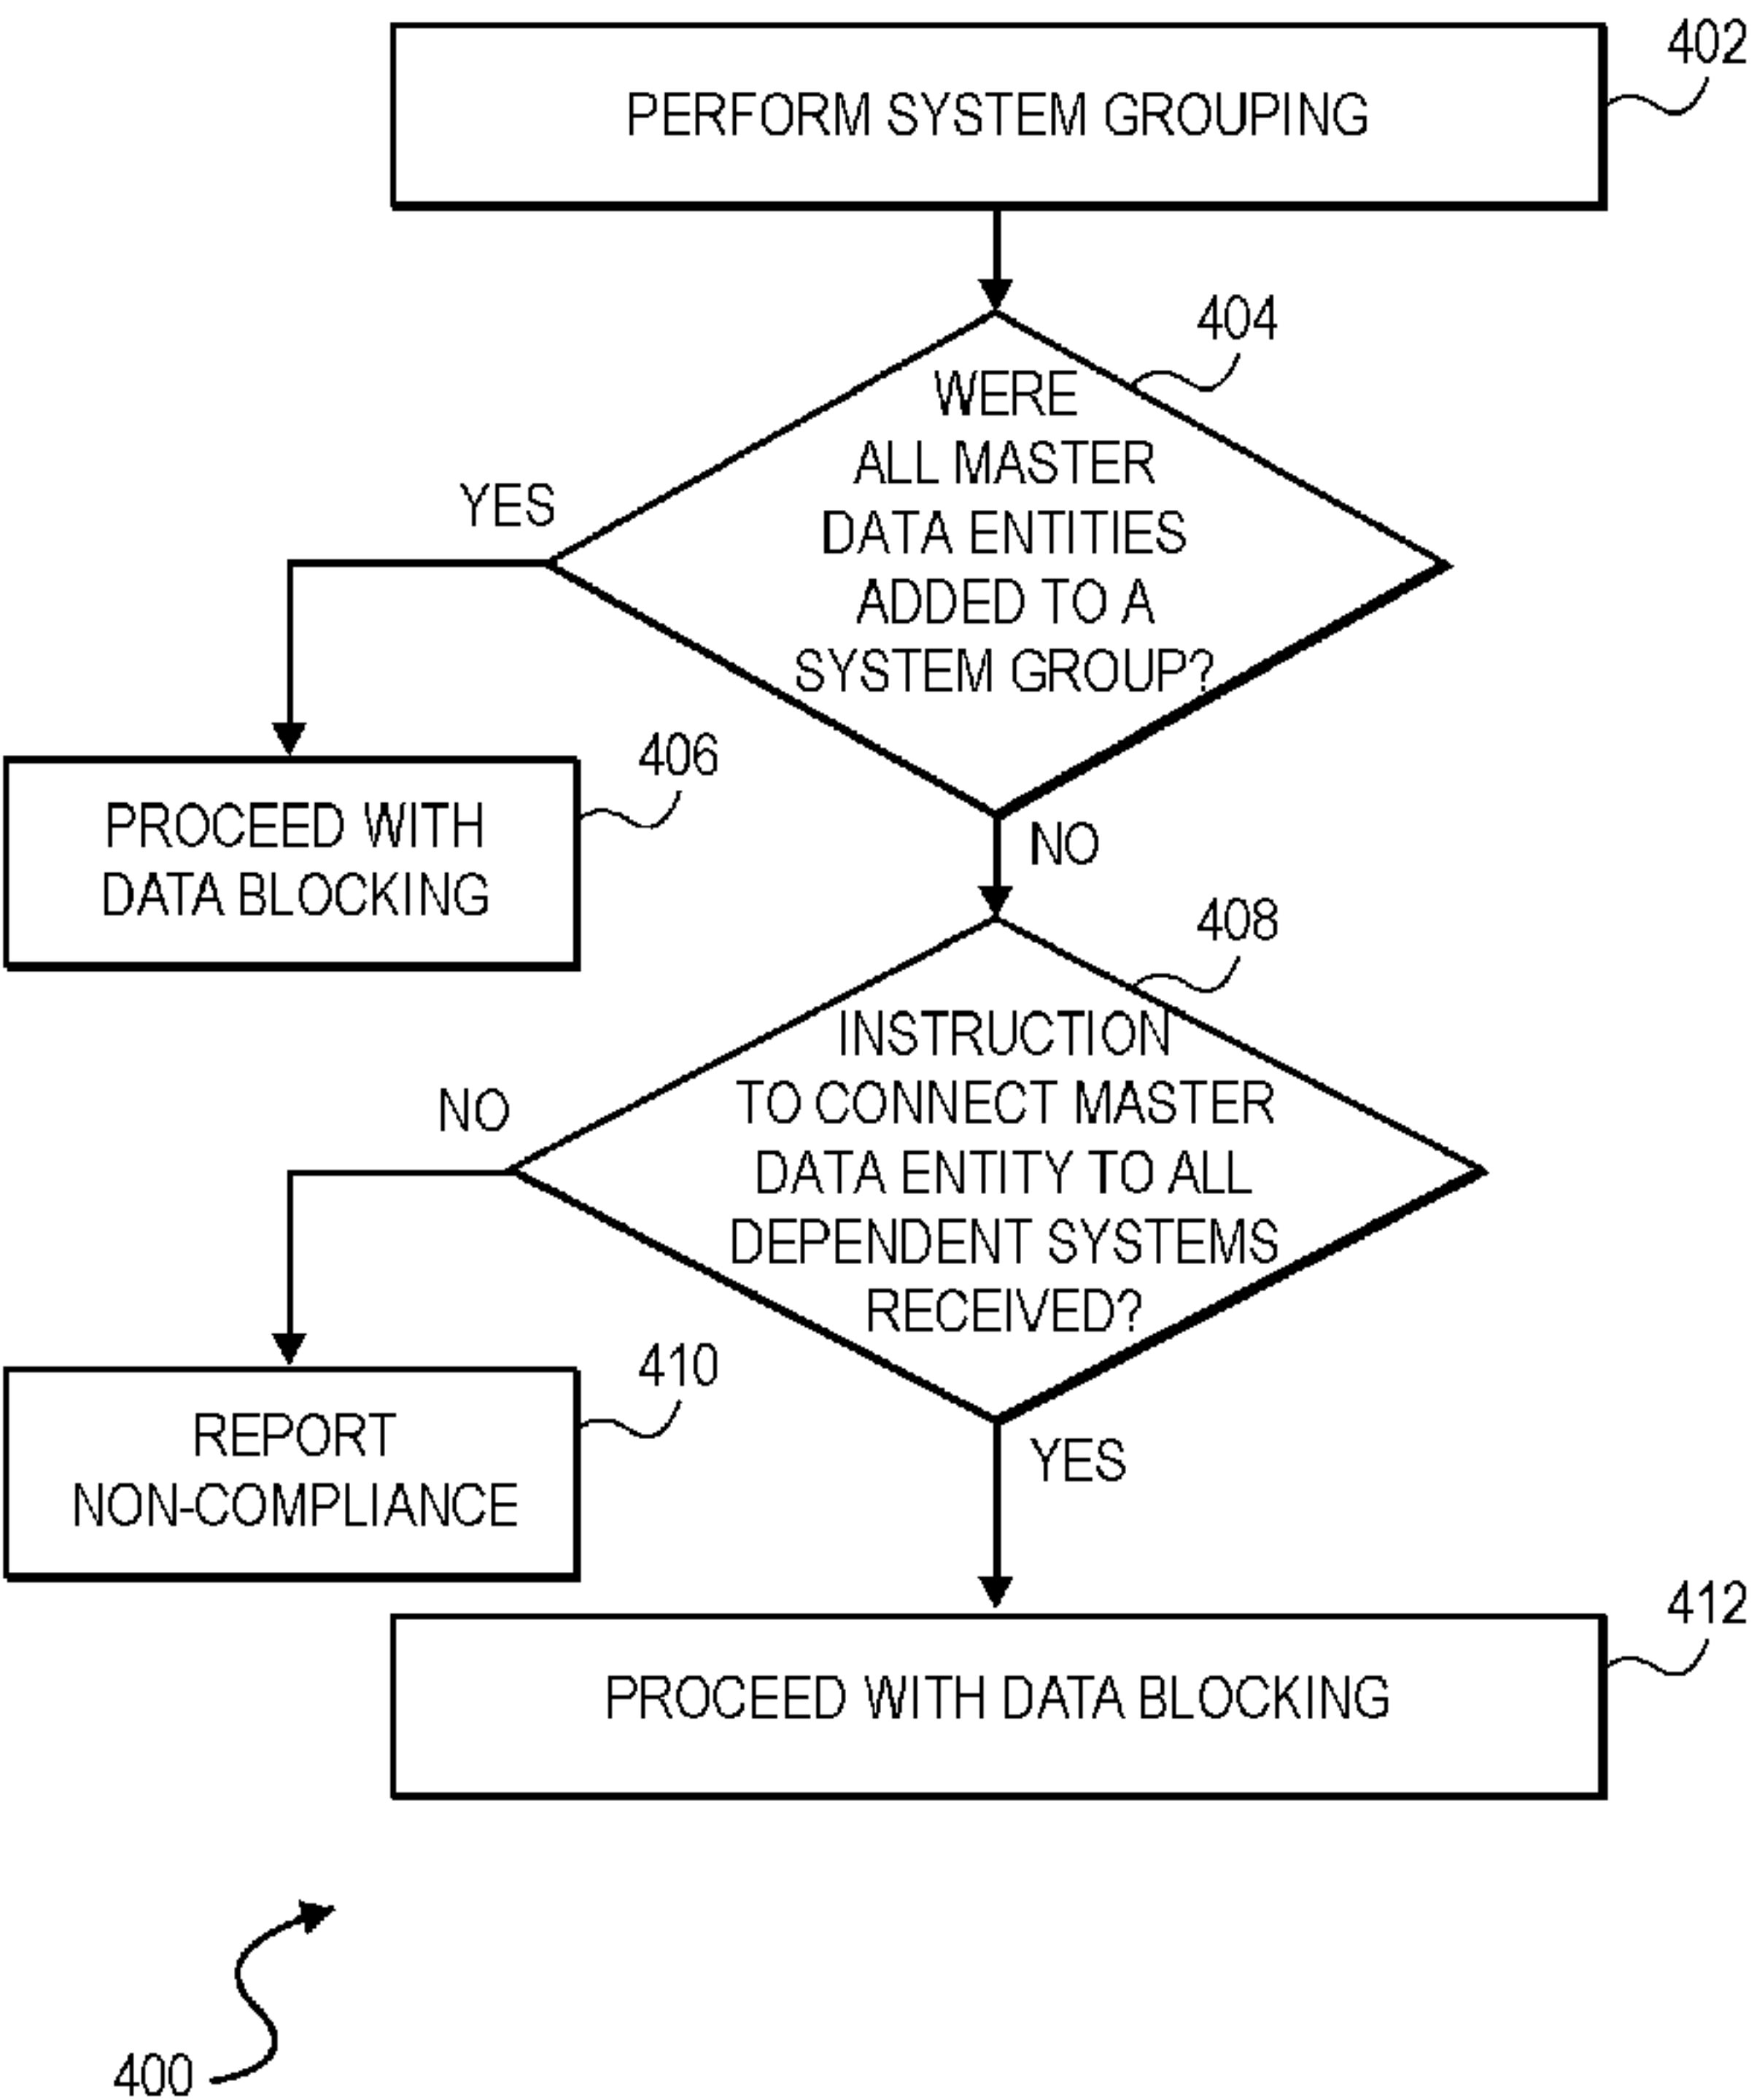 402
PERFORM SYSTEM GROUPING
404
WERE
ALL MASTER
DATA ENTITIES
ADDED TO A
SYSTEM GROUP?
YES
406
PROCEED WITH
DATA BLOCKING
NO
408
INSTRUCTION
TO CONNECT MASTER
DATA ENTITY TO ALL
DEPENDENT SYSTEMS
RECEIVED?
NO
410
REPORT
NON-COMPLIANCE
YES
412
PROCEED WITH DATA BLOCKING
400